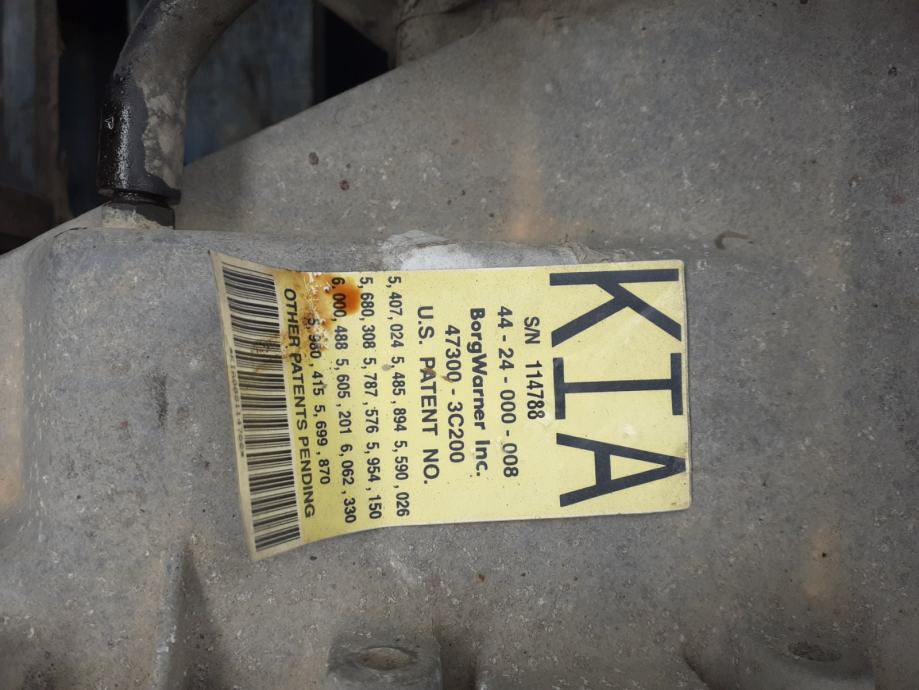 KIA
S/N 114788
44 - 24 - 000 - 008
BorgWarner Inc.
47300 - 3C200
U.S. PATENT NO.
5, 407, 024 5, 485, 894 5, 590, 026
5, 680, 308 5, 787, 576 5, 954, 150
6, 000, 488 5, 605, 201 6, 062, 330
415 5, 699, 870
OTHER PATENTS PENDING